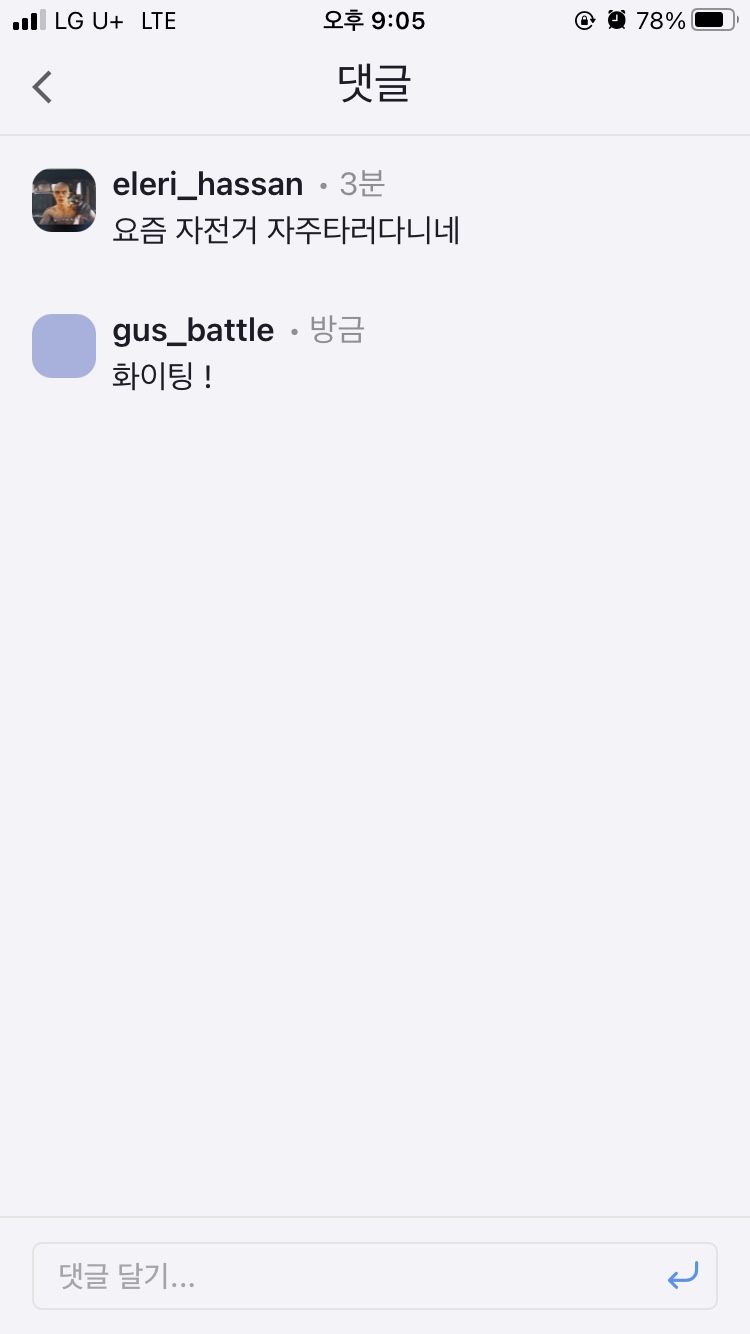 LG U+ LTE 오후 9:05 78%
댓글
eleri_hassan • 3분
요즘 자전거 자주타러다니네
gus_battle • 방금
화이팅 !
댓글 달기...